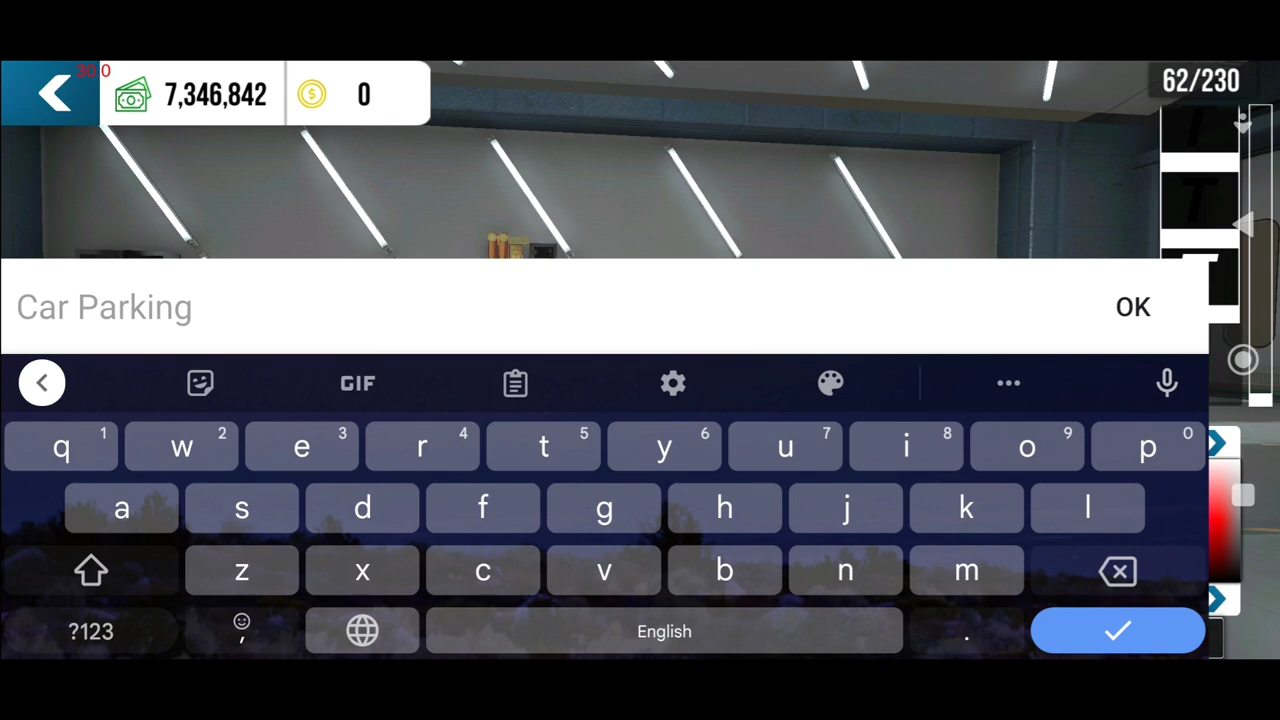 30.0
7,346,842
0
62/230
T
T
T
Car Parking
OK
GIF
q 1 w 2 e 3 r 4 t 5 y 6 u 7 i 8 o 9 p 0
a s d f g h j k l
z x c v b n m
?123 , English .